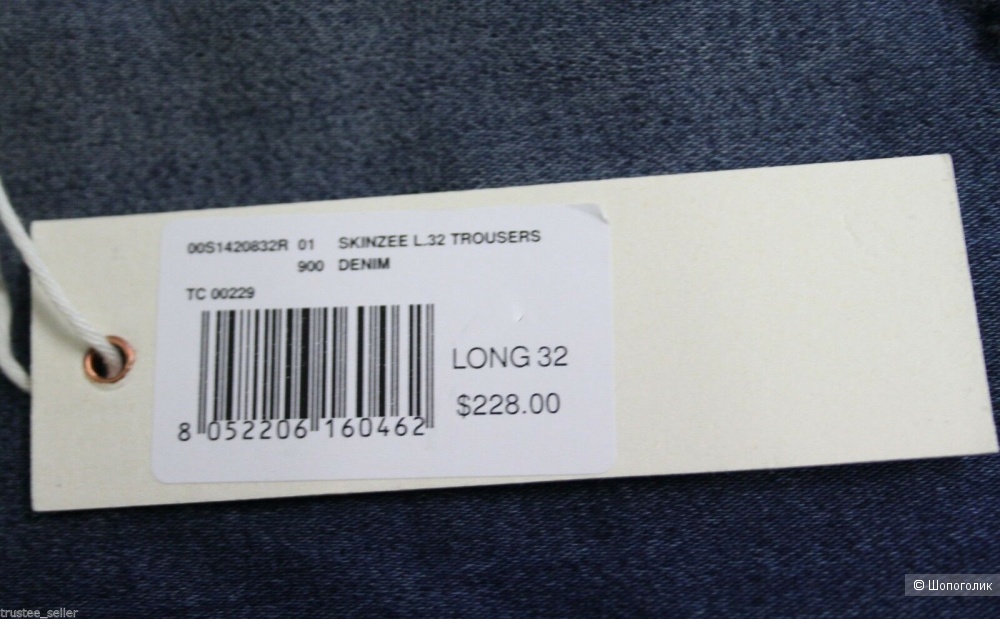 00S1420832R 01 SKINZEE L.32 TROUSERS
900 DENIM
TC 00229
LONG 32
$228.00
8 052206 160462
© Шопоголик
trustee_seller